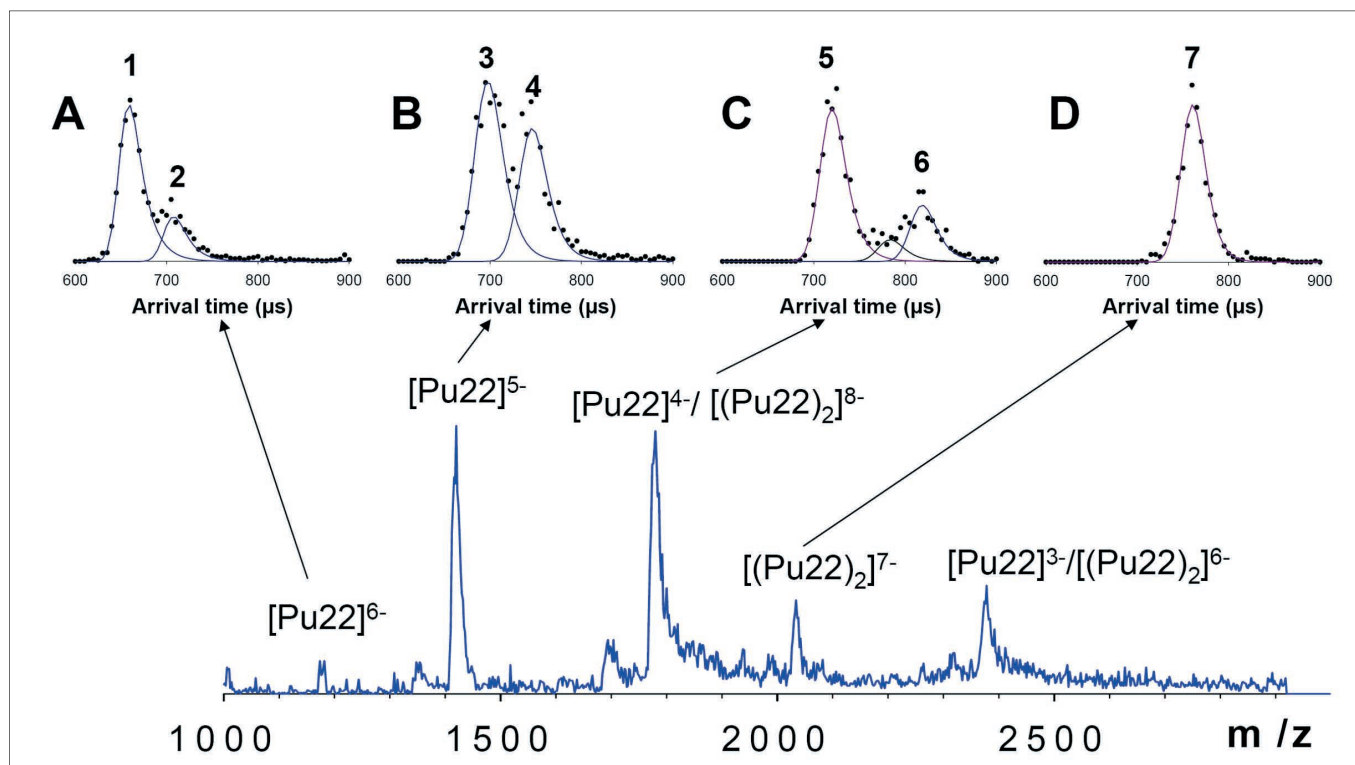 1
2
A
600 700 800 900
Arrival time (µs)
3
4
B
600 700 800 900
Arrival time (µs)
5
6
C
600 700 800 900
Arrival time (µs)
7
D
600 700 800 900
Arrival time (µs)
[Pu22]⁶⁻
[Pu22]⁵⁻
[Pu22]⁴⁻/ [(Pu22)₂]⁸⁻
[(Pu22)₂]⁷⁻
[Pu22]³⁻/[(Pu22)₂]⁶⁻
1000 1500 2000 2500 m /z